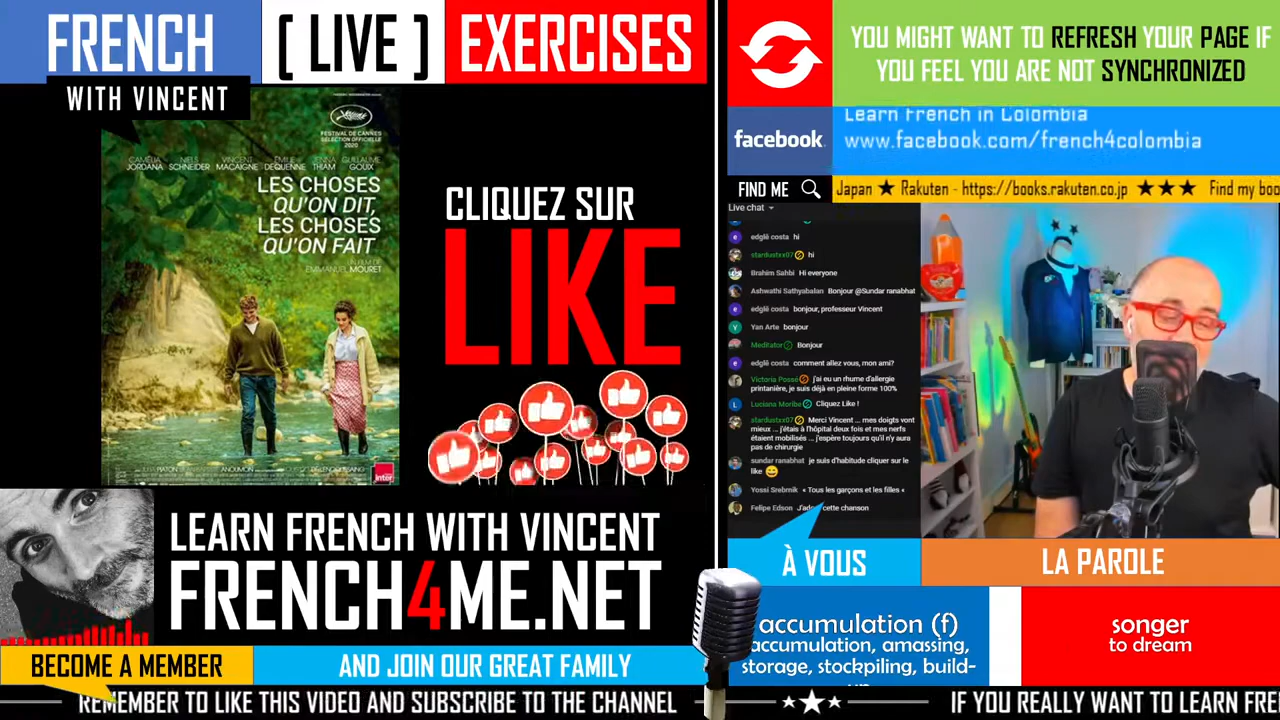 FRENCH
[ LIVE ]
EXERCISES
WITH VINCENT
FESTIVAL DE CANNES
SÉLECTION OFFICIELLE
2020
CAMÉLIA JORDANA
NIELS SCHNEIDER
VINCENT MACAIGNE
ÉMILIE DEQUENNE
JENNA THIAM
GUILLAUME GOUIX
LES CHOSES
QU'ON DIT,
LES CHOSES
QU'ON FAIT
UN FILM DE
EMMANUEL MOURET
inter
CLIQUEZ SUR
LIKE
LEARN FRENCH WITH VINCENT
FRENCH4ME.NET
BECOME A MEMBER
AND JOIN OUR GREAT FAMILY
REMEMBER TO LIKE THIS VIDEO AND SUBSCRIBE TO THE CHANNEL
YOU MIGHT WANT TO REFRESH YOUR PAGE IF
YOU FEEL YOU ARE NOT SYNCHRONIZED
facebook
Learn French in Colombia
www.facebook.com/french4colombia
FIND ME
Japan ★ Rakuten - https://books.rakuten.co.jp ★★★ Find my boo
Live chat
edglê costa hi
stardustxx07 hi
Brahim Sahbi Hi everyone
Ashwathi Sathyabalan Bonjour @Sundar ranabhat
edglê costa bonjour, professeur Vincent
Yan Arte bonjour
Meditator Bonjour
edglê costa comment allez vous, mon ami?
Victoria Possé j'ai eu un rhume d'allergie
printanière, je suis déjà en pleine forme 100%
Luciana Moribe Cliquez Like !
stardustxx07 Merci Vincent ... mes doigts vont
mieux ... j'étais à l'hôpital deux fois et mes nerfs
étaient mobilisés ... j'espère toujours qu'il n'y aura
pas de chirurgie
sundar ranabhat je suis d'habitude cliquer sur le
like 😄
Yossi Srebrnik « Tous les garçons et les filles «
Felipe Edson cette chanson
À VOUS
LA PAROLE
accumulation (f)
accumulation, amassing,
storage, stockpiling, build-
songer
to dream
IF YOU REALLY WANT TO LEARN FRE